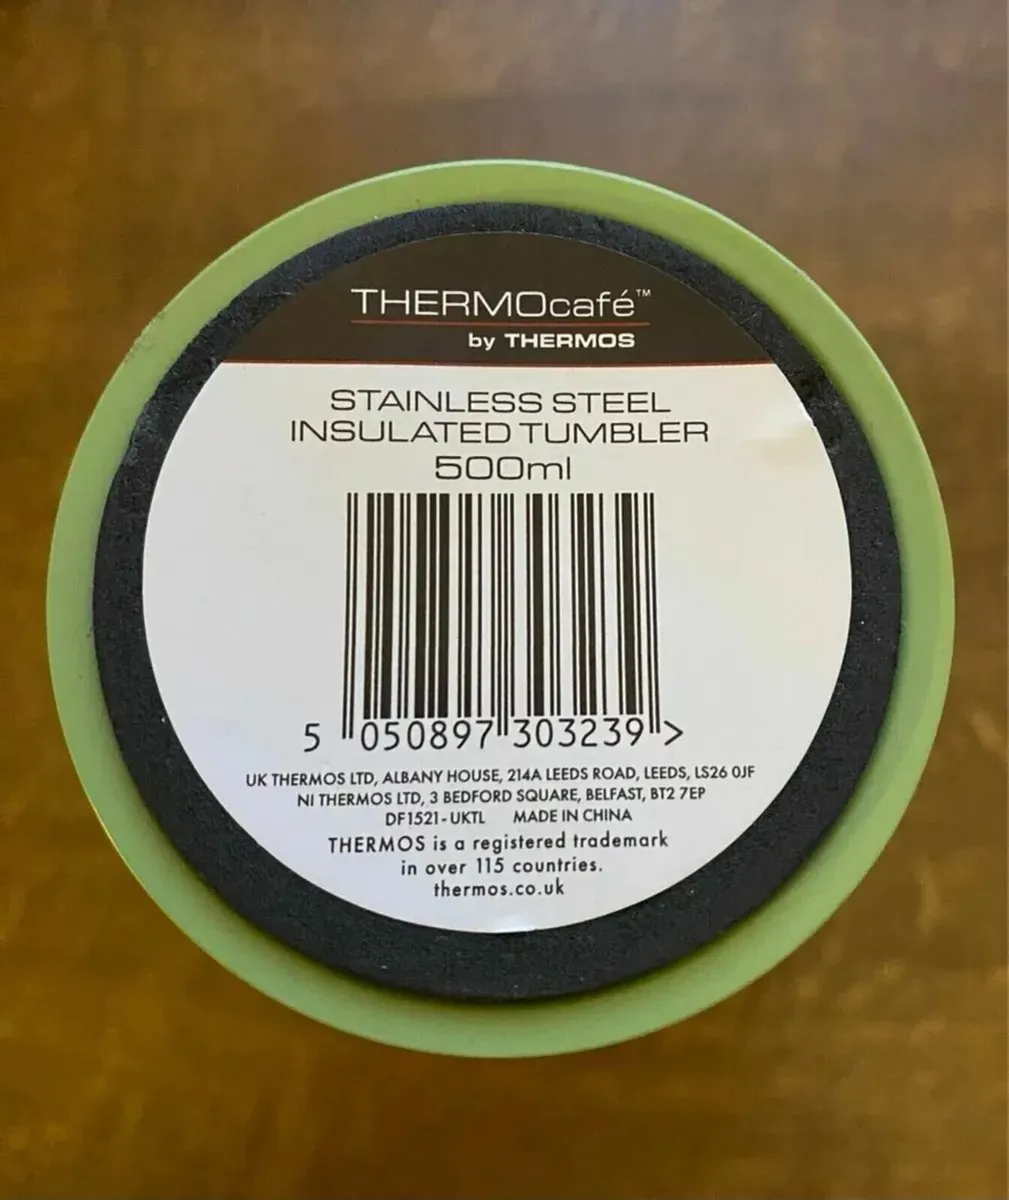 THERMOcafé™
by THERMOS
STAINLESS STEEL
INSULATED TUMBLER
500ml
5 050897 303239 >
UK THERMOS LTD, ALBANY HOUSE, 214A LEEDS ROAD, LEEDS, LS26 0JF
NI THERMOS LTD, 3 BEDFORD SQUARE, BELFAST, BT2 7EP
DF1521-UKTL MADE IN CHINA
THERMOS is a registered trademark
in over 115 countries.
thermos.co.uk